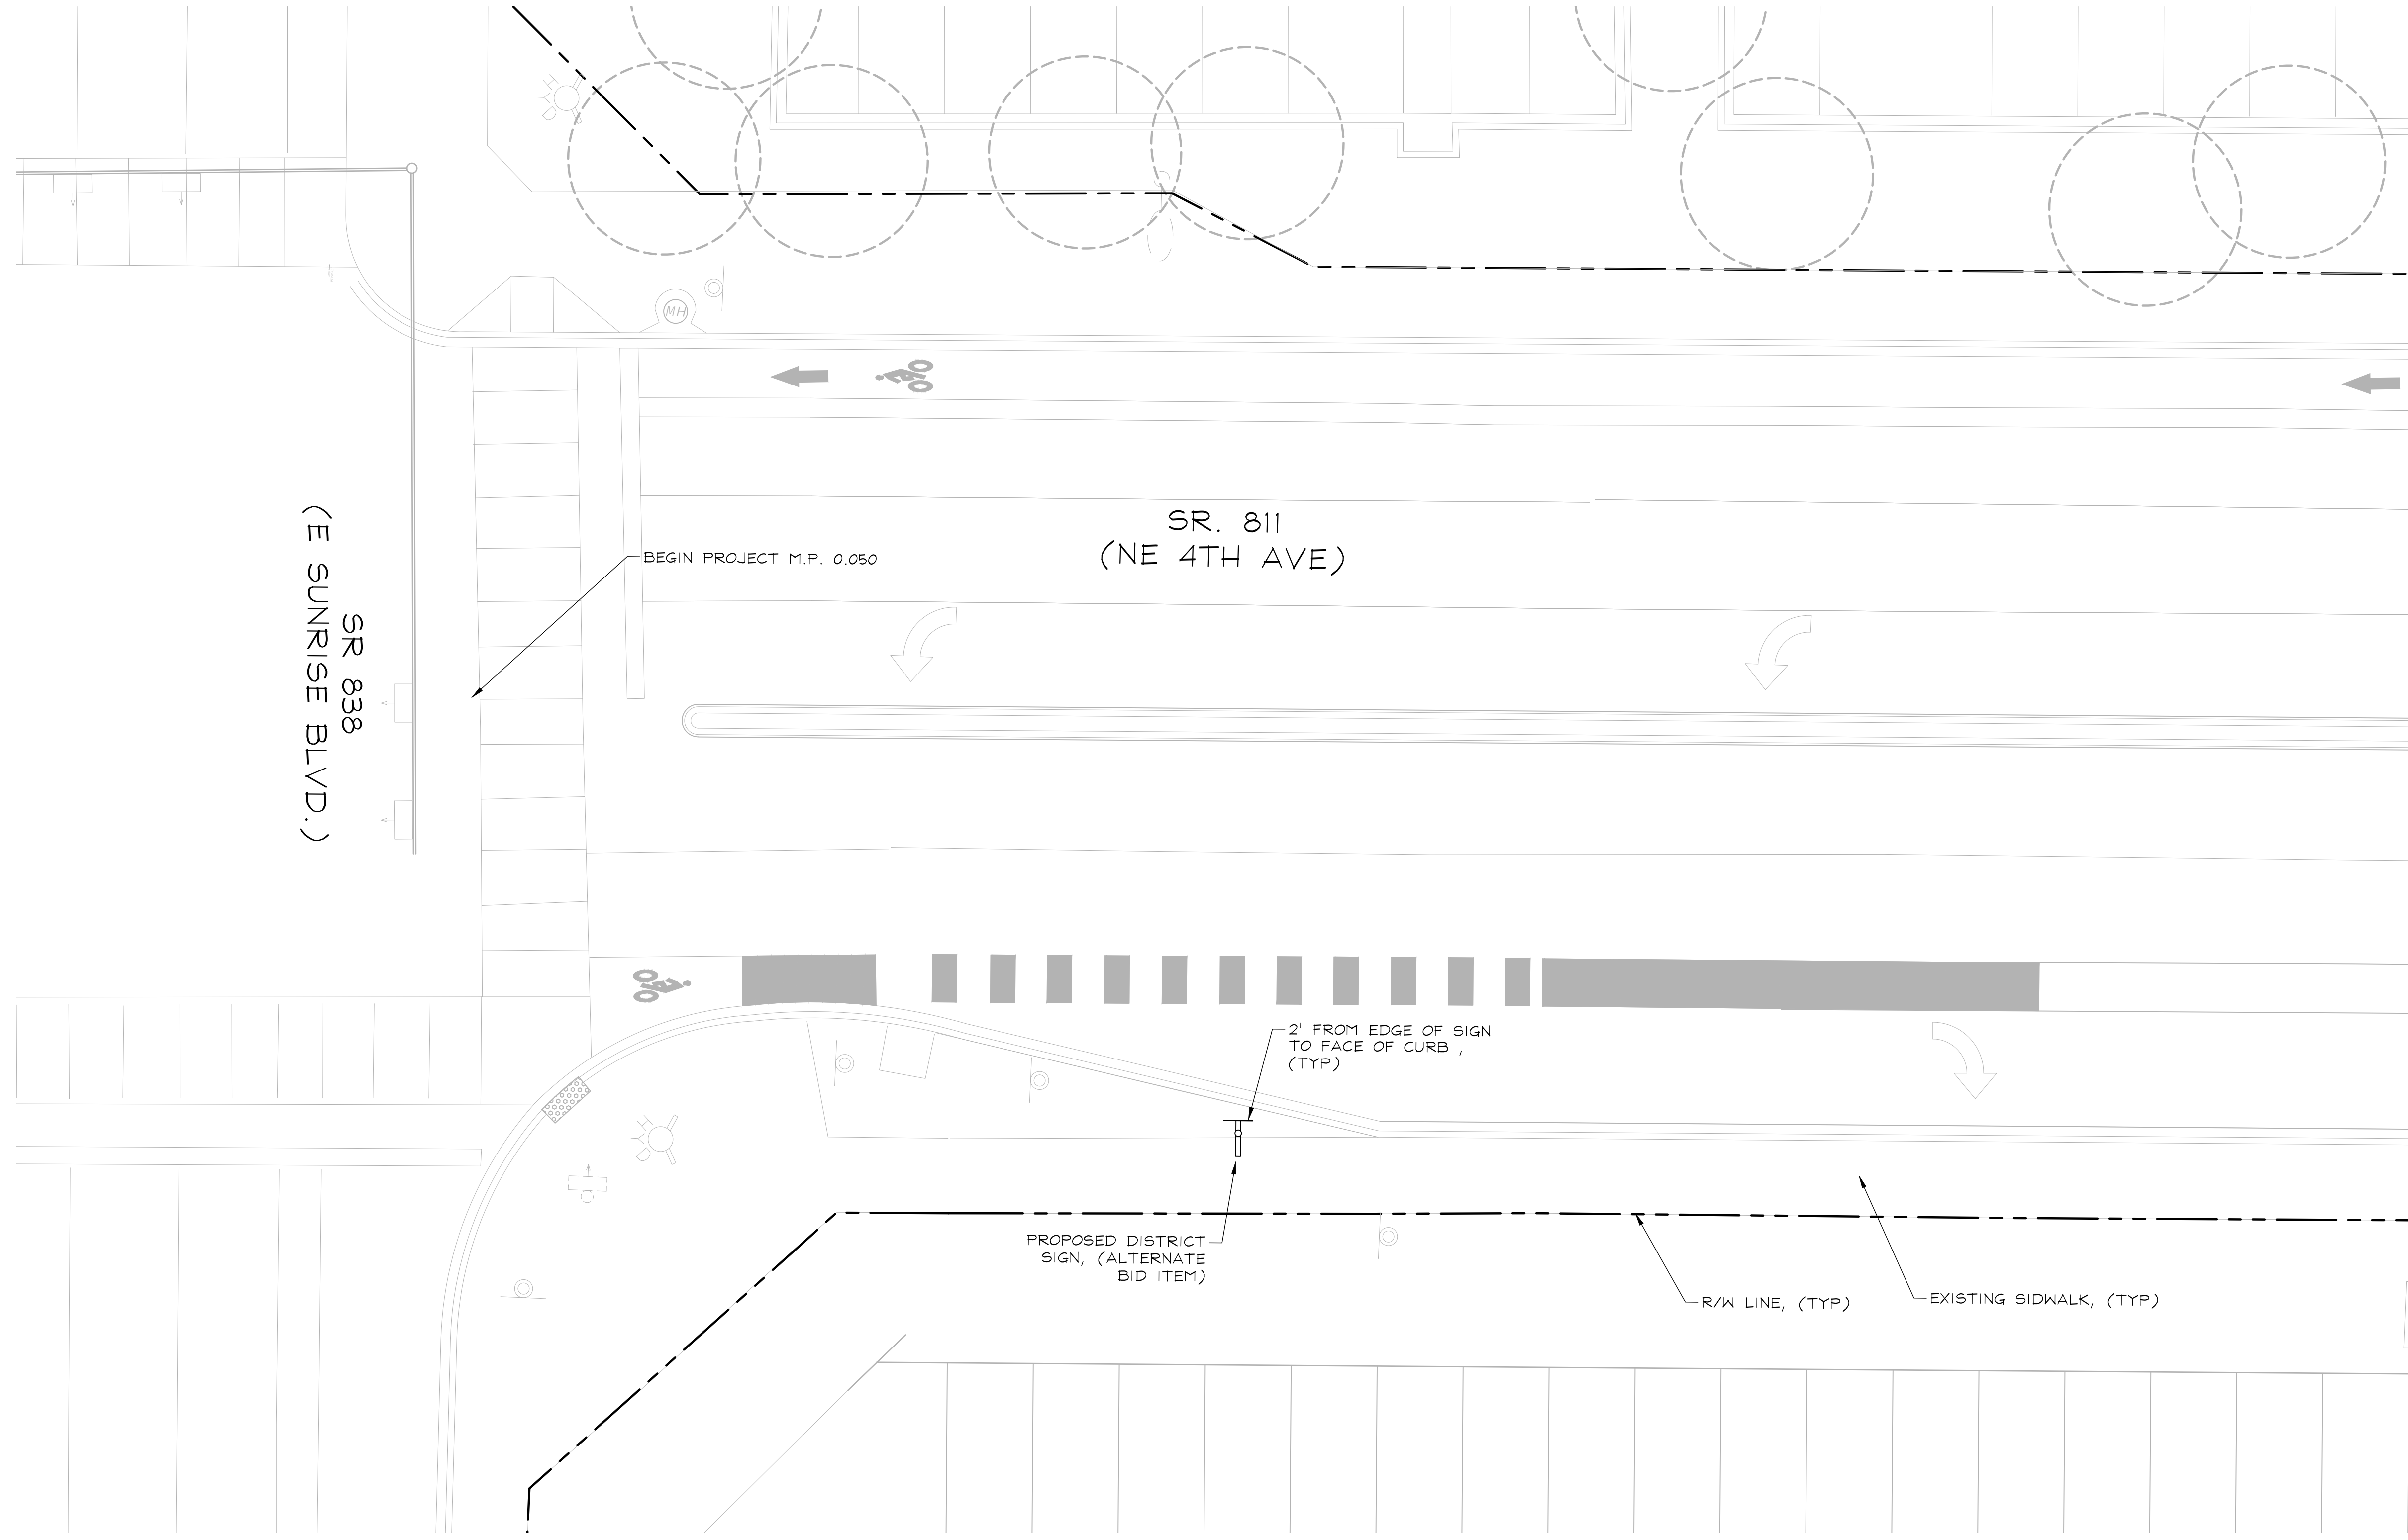 MH
SR. 811
(NE 4TH AVE)
BEGIN PROJECT M.P. 0.050
SR 838
(E SUNRISE BLVD.)
2' FROM EDGE OF SIGN
TO FACE OF CURB ,
(TYP)
PROPOSED DISTRICT
SIGN, (ALTERNATE
BID ITEM)
R/W LINE, (TYP)
EXISTING SIDWALK, (TYP)